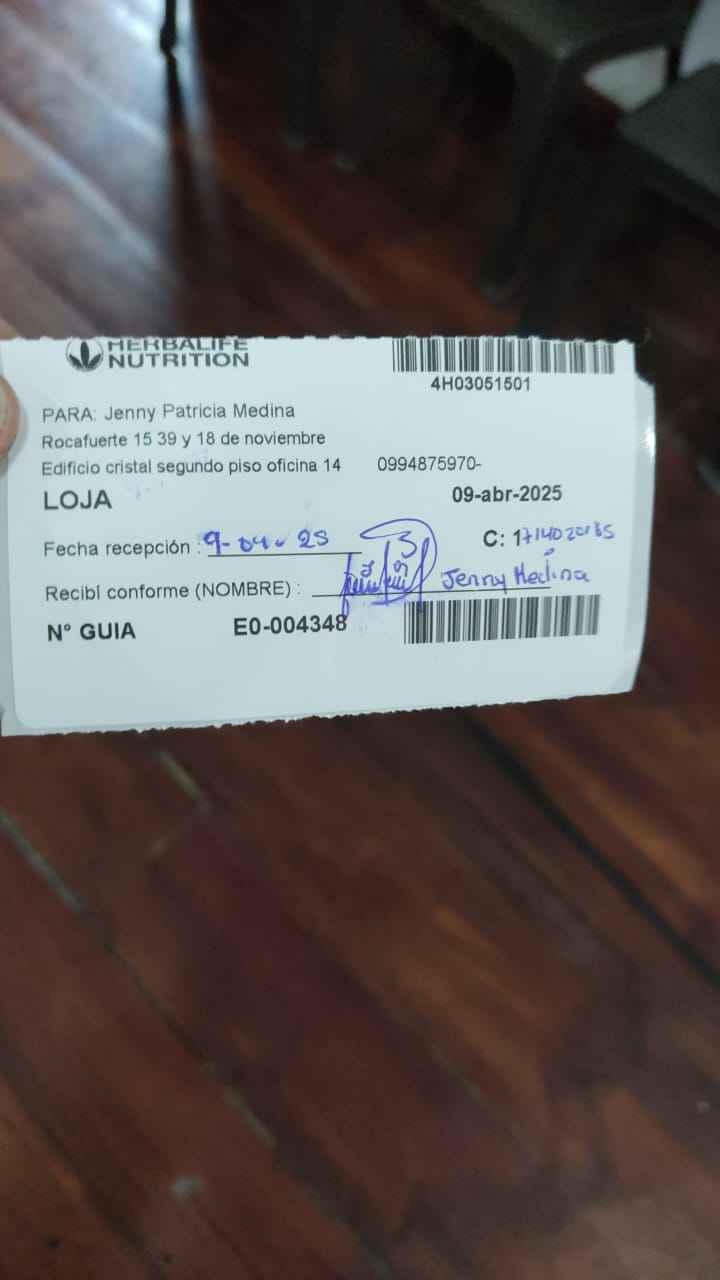 HERBALIFE
NUTRITION
4H03051501
PARA: Jenny Patricia Medina
Rocafuerte 15 39 y 18 de noviembre
Edificio cristal segundo piso oficina 14 0994875970-
LOJA 09-abr-2025
Fecha recepción : 9-04-25 C: 1714020185
Recibí conforme (NOMBRE) : Jenny Medina
N° GUIA E0-004348